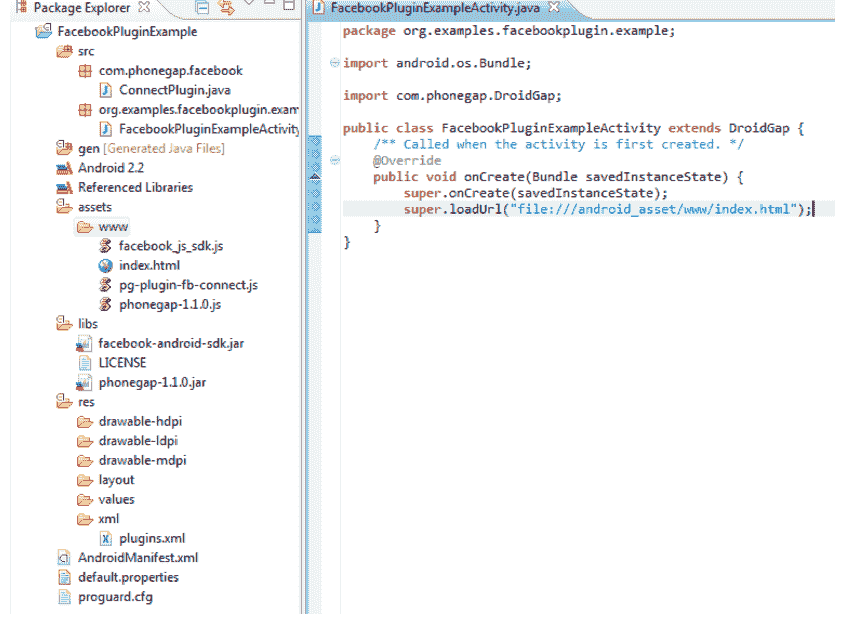 Package Explorer
FacebookPluginExample
src
com.phonegap.facebook
ConnectPlugin.java
org.examples.facebookplugin.exam
FacebookPluginExampleActivity
gen [Generated Java Files]
Android 2.2
Referenced Libraries
assets
www
facebook_js_sdk.js
index.html
pg-plugin-fb-connect.js
phonegap-1.1.0.js
libs
facebook-android-sdk.jar
LICENSE
phonegap-1.1.0.jar
res
drawable-hdpi
drawable-ldpi
drawable-mdpi
layout
values
xml
plugins.xml
AndroidManifest.xml
default.properties
proguard.cfg
FacebookPluginExampleActivity.java
package org.examples.facebookplugin.example;
import android.os.Bundle;
import com.phonegap.DroidGap;
public class FacebookPluginExampleActivity extends DroidGap {
/** Called when the activity is first created. */
@Override
public void onCreate(Bundle savedInstanceState) {
super.onCreate(savedInstanceState);
super.loadUrl("file:///android_asset/www/index.html");
}
}